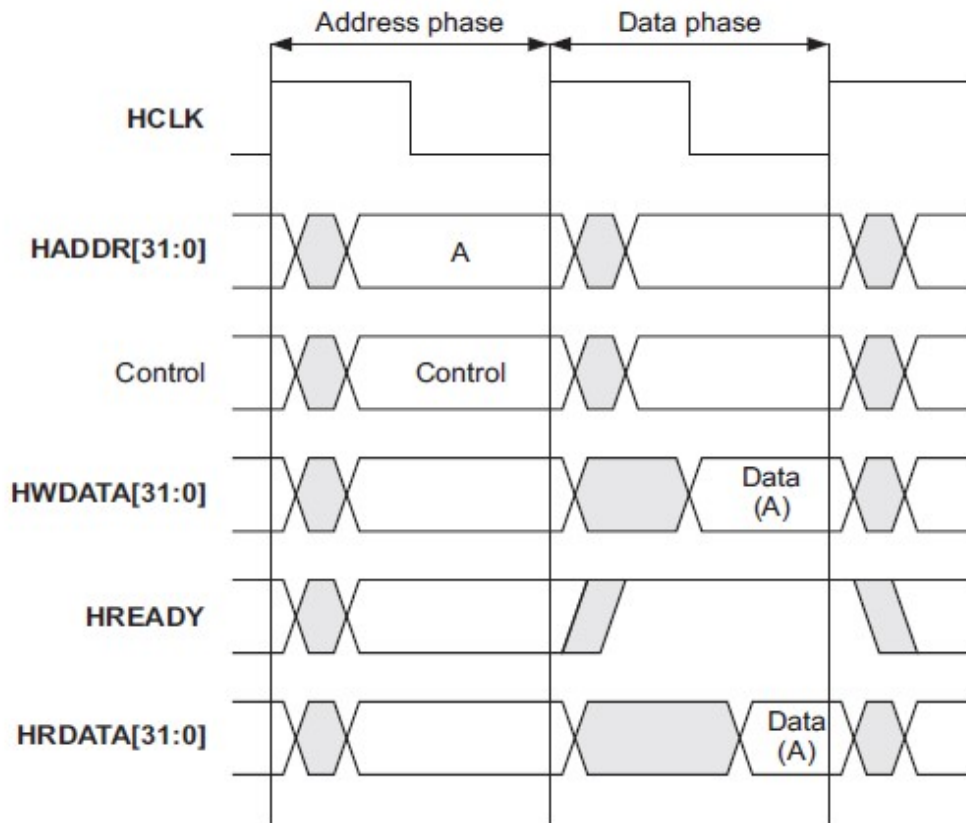 Address phase
Data phase
HCLK
HADDR[31:0]
A
Control
Control
HWDATA[31:0]
Data
(A)
HREADY
HRDATA[31:0]
Data
(A)